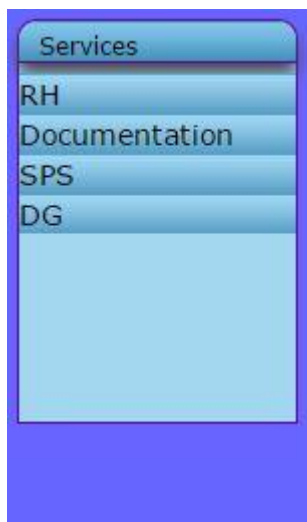 Services
RH
Documentation
SPS
DG